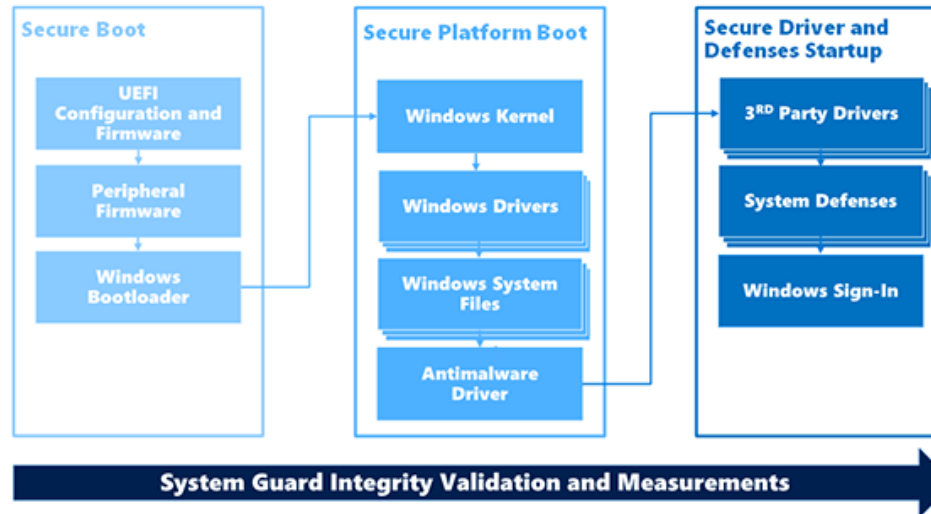 Secure Boot
UEFI
Configuration and
Firmware
Peripheral
Firmware
Windows
Bootloader
Secure Platform Boot
Windows Kernel
Windows Drivers
Windows System
Files
Antimalware
Driver
Secure Driver and
Defenses Startup
3RD Party Drivers
System Defenses
Windows Sign-In
System Guard Integrity Validation and Measurements